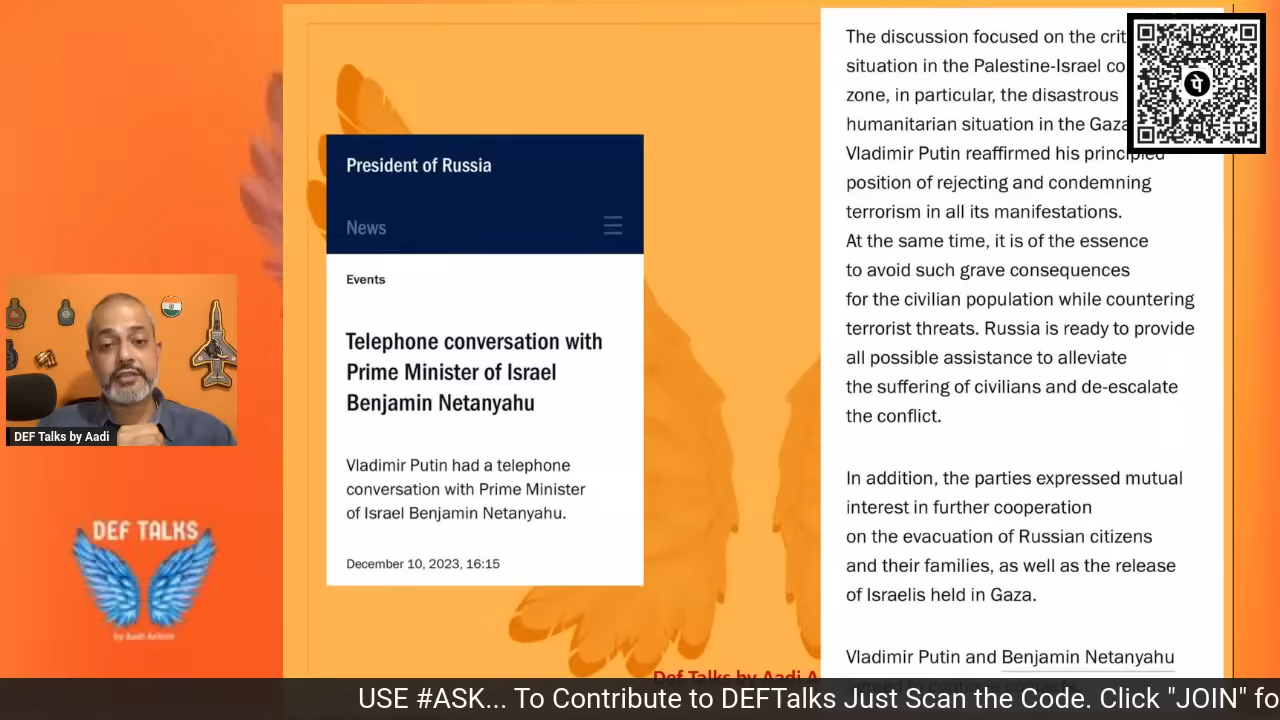 President of Russia
News
Events
Telephone conversation with
Prime Minister of Israel
Benjamin Netanyahu
Vladimir Putin had a telephone
conversation with Prime Minister
of Israel Benjamin Netanyahu.
December 10, 2023, 16:15
The discussion focused on the crit
situation in the Palestine-Israel co
zone, in particular, the disastrous
humanitarian situation in the Gaza
Vladimir Putin reaffirmed his principled
position of rejecting and condemning
terrorism in all its manifestations.
At the same time, it is of the essence
to avoid such grave consequences
for the civilian population while countering
terrorist threats. Russia is ready to provide
all possible assistance to alleviate
the suffering of civilians and de-escalate
the conflict.
In addition, the parties expressed mutual
interest in further cooperation
on the evacuation of Russian citizens
and their families, as well as the release
of Israelis held in Gaza.
Vladimir Putin and Benjamin Netanyahu
पे
DEF Talks by Aadi
DEF TALKS
by Aadi Achint
Def Talks by Aadi A
USE #ASK... To Contribute to DEFTalks Just Scan the Code. Click "JOIN" fo